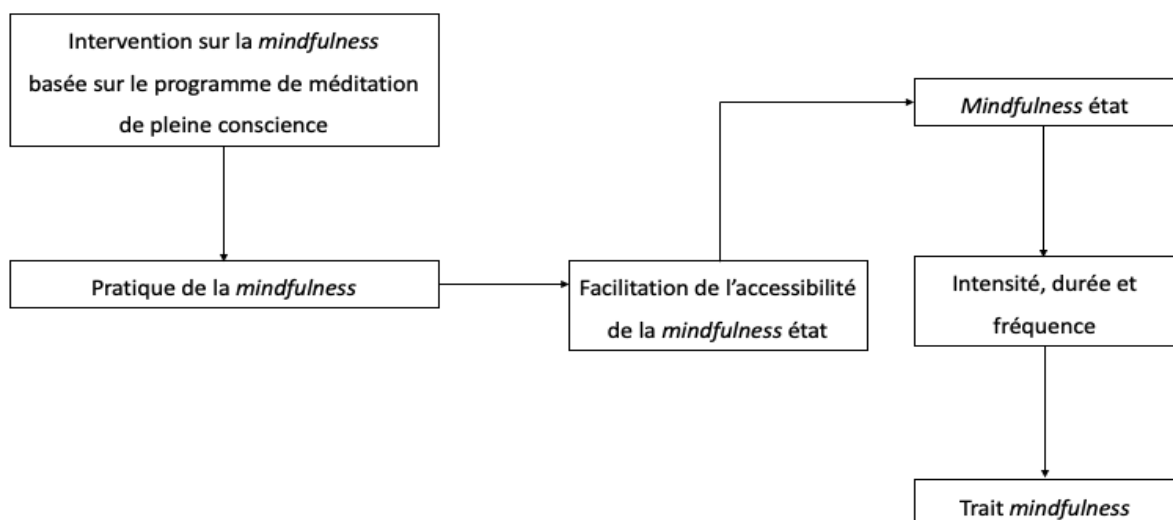 Intervention sur la mindfulness
basée sur le programme de méditation
de pleine conscience
Mindfulness état
Pratique de la mindfulness
Facilitation de l’accessibilité
de la mindfulness état
Intensité, durée et
fréquence
Trait mindfulness